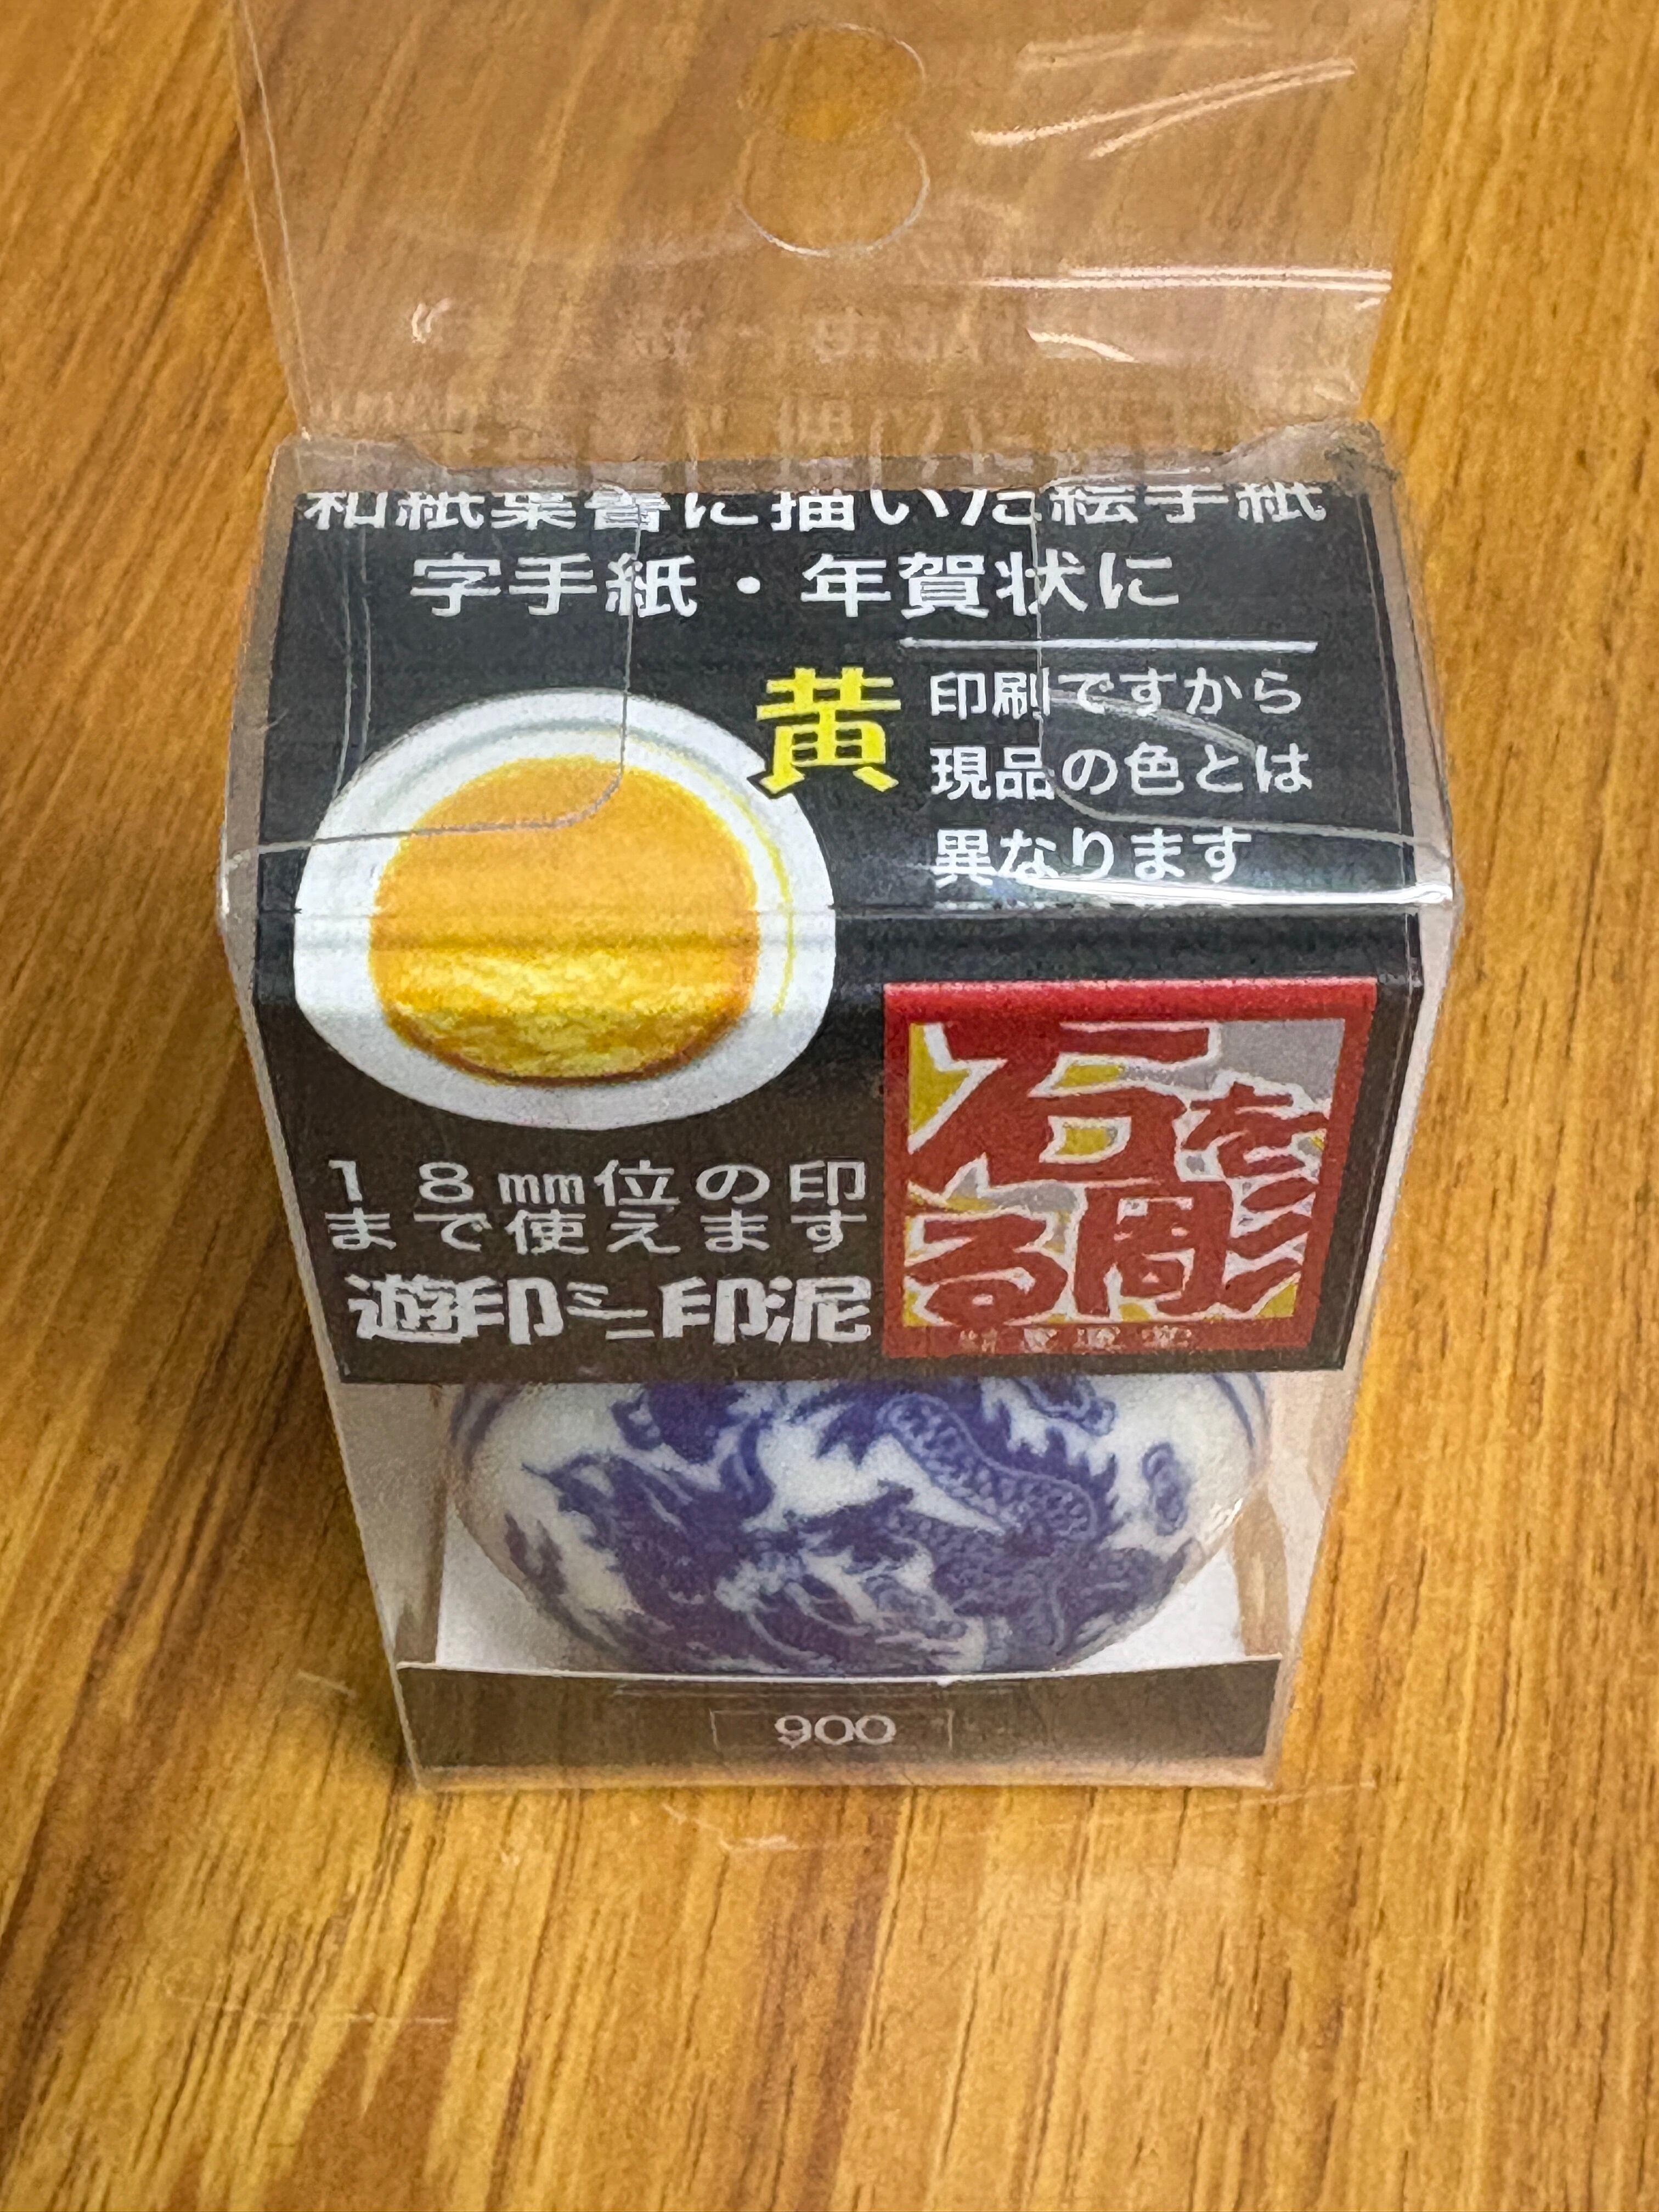 和紙葉書に描いた絵手紙
字手紙・年賀状に
黄
印刷ですから
現品の色とは
異なります
18㎜位の印
まで使えます
遊印ミニ印泥
石を
彫る
900